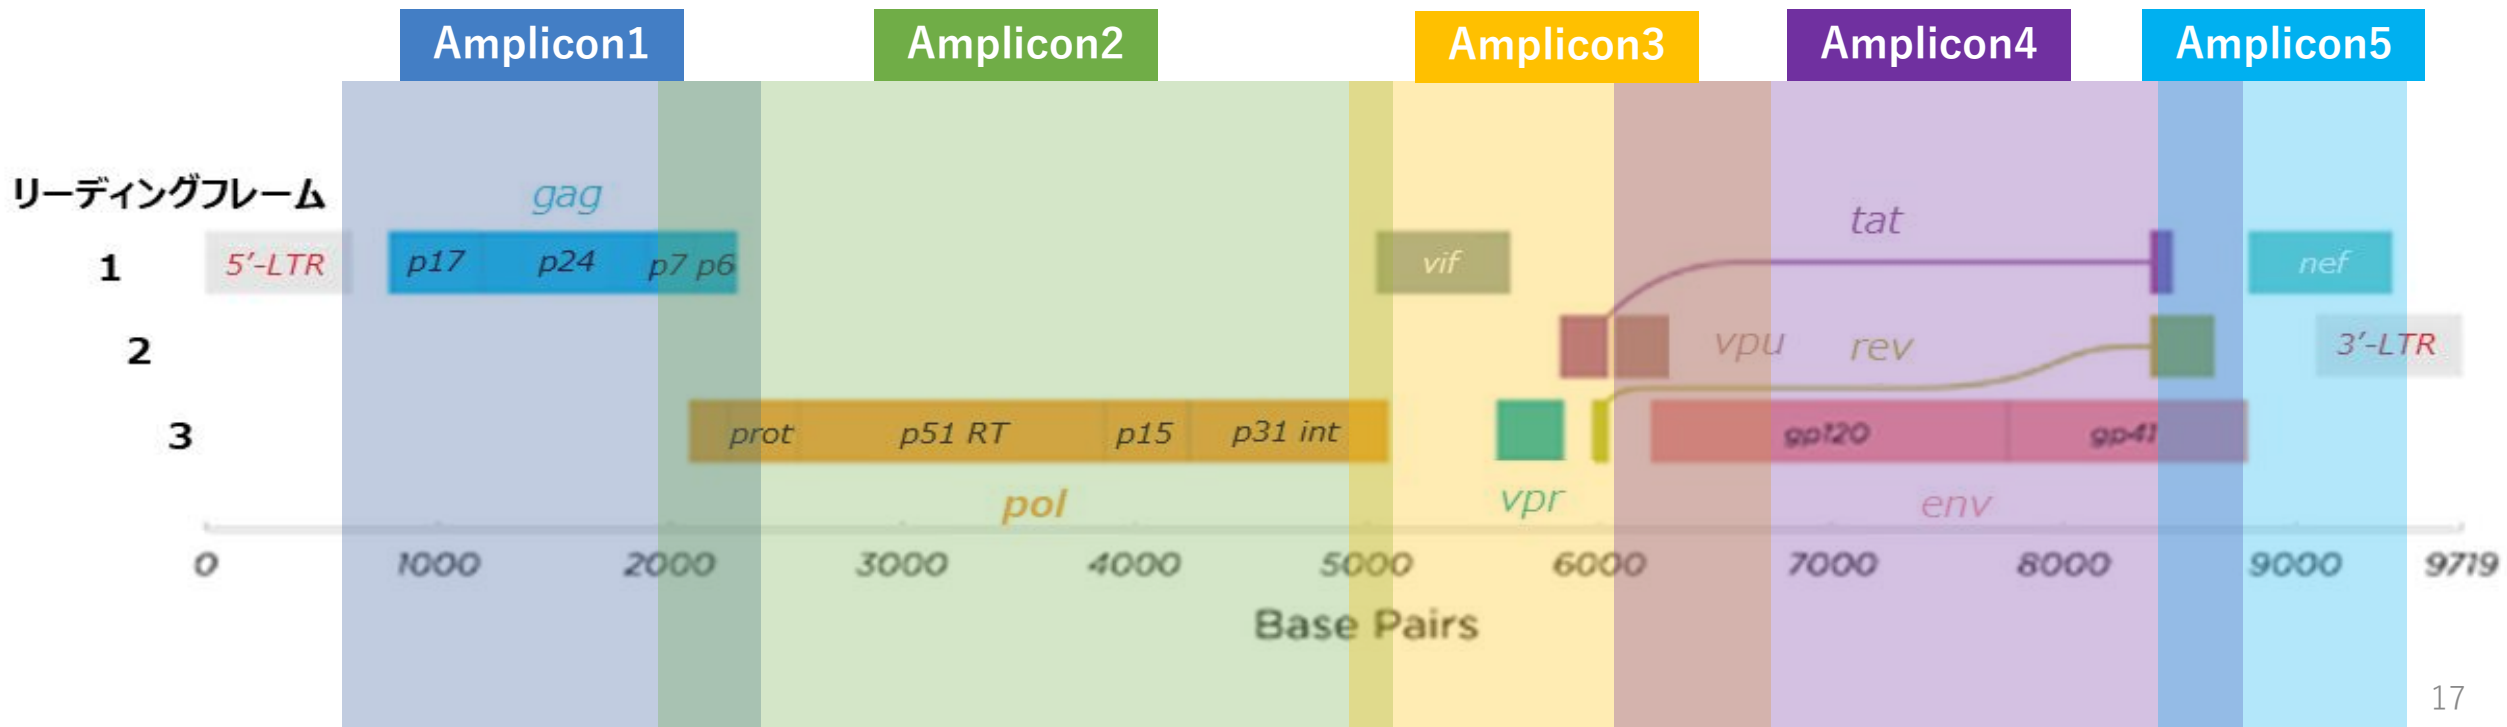 Amplicon1 Amplicon2 Amplicon3 Amplicon4 Amplicon5
リーディングフレーム gag tat
1 5′-LTR p17 p24 p7 p6 vif nef
2 vpu rev 3′-LTR
3 prot p51 RT p15 p31 int gp120 gp41
pol vpr env
0 1000 2000 3000 4000 5000 6000 7000 8000 9000 9719
Base Pairs
17